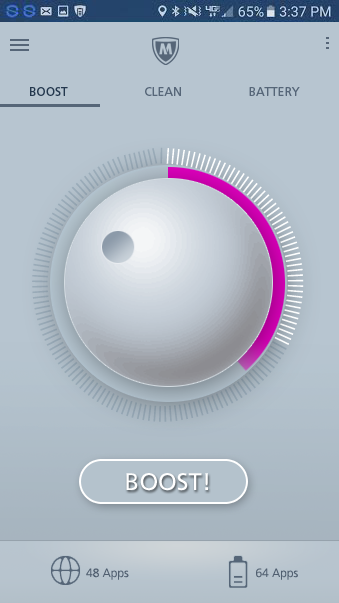 65% 3:37 PM
M
BOOST CLEAN BATTERY
BOOST!
48 Apps 64 Apps